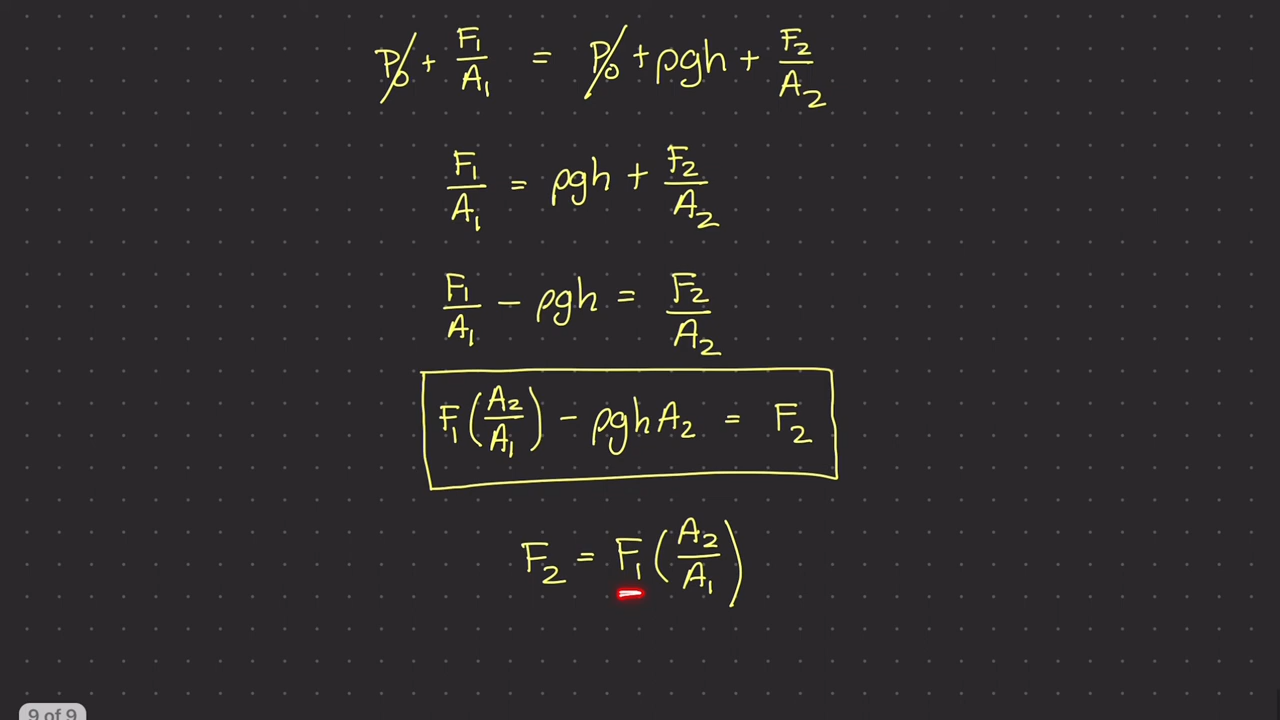 P₀ + F₁/A₁ = P₀ + ρgh + F₂/A₂
F₁/A₁ = ρgh + F₂/A₂
F₁/A₁ − ρgh = F₂/A₂
F₁(A₂/A₁) − ρghA₂ = F₂
F₂ = F₁(A₂/A₁)
9 of 9